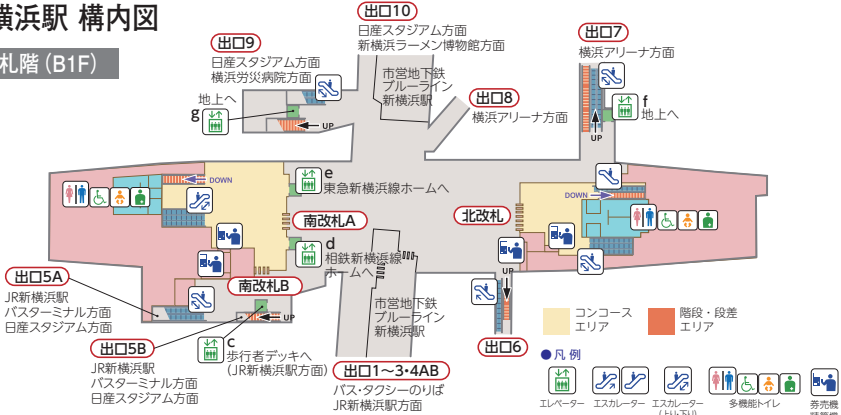 横浜駅 構内図
札階（B1F）
出口10
日産スタジアム方面
新横浜ラーメン博物館方面
出口9
日産スタジアム方面
横浜労災病院方面
出口7
横浜アリーナ方面
市営地下鉄
ブルーライン
新横浜駅
出口8
横浜アリーナ方面
地上へ
g
UP
f
地上へ
UP
DOWN
e
東急新横浜線ホームへ
DOWN
南改札A
北改札
d
相鉄新横浜線
ホームへ
出口5A
JR新横浜駅
バスターミナル方面
日産スタジアム方面
南改札B
UP
UP
市営地下鉄
ブルーライン
新横浜駅
出口5B
JR新横浜駅
バスターミナル方面
日産スタジアム方面
c
歩行者デッキへ
（JR新横浜駅方面）
出口1〜3・4AB
バス・タクシーのりば
JR新横浜駅方面
出口6
コンコース
エリア
階段・段差
エリア
●凡例
エレベーター
エスカレーター
エスカレーター
（上り・下り）
多機能トイレ
券売機